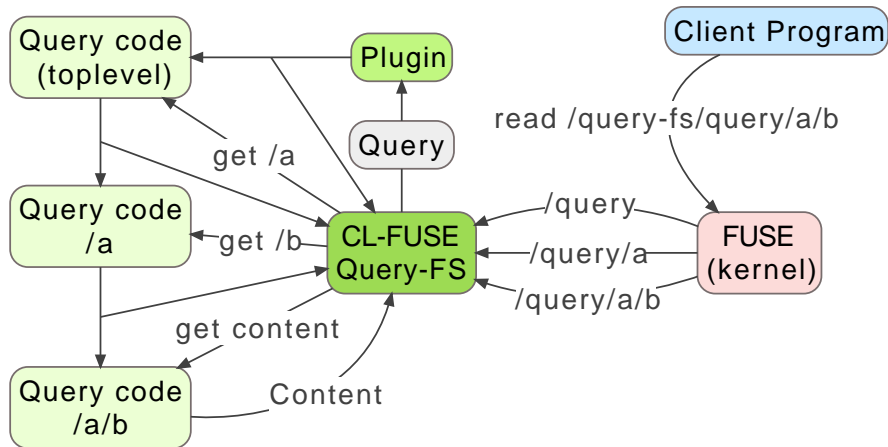 Query code
(toplevel)
Plugin
Client Program
read /query-fs/query/a/b
Query
get /a
Query code
/a
get /b
CL-FUSE
Query-FS
/query
/query/a
/query/a/b
FUSE
(kernel)
get content
Query code
/a/b
Content